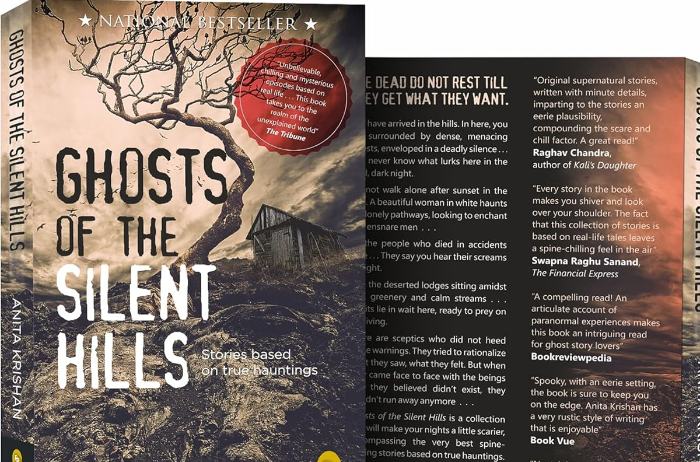 ★ NATIONAL BESTSELLER ★
"Unbelievable,
chilling and mysterious
episodes based on
real life... This book
takes you to the
realm of the
unexplained world"
The Tribune
GHOSTS
OF THE
SILENT
HILLS
Stories based
on true hauntings
GHOSTS OF THE SILENT HILLS
ANITA KRISHAN
DEAD DO NOT REST TILL
GET WHAT THEY WANT.
have arrived in the hills. In here, you
surrounded by dense, menacing
enveloped in a deadly silence...
never know what lurks here in the
dark night.
not walk alone after sunset in the
A beautiful woman in white haunts
lonely pathways, looking to enchant
ensnare men . . .
the people who died in accidents
. . . They say you hear their screams
the deserted lodges sitting amidst
greenery and calm streams . . .
lie in wait here, ready to prey on
are sceptics who did not heed
warnings. They tried to rationalize
they saw, what they felt. But when
came face to face with the beings
they believed didn't exist, they
run away anymore . . .
of the Silent Hills is a collection
will make your nights a little scarier,
the very best spine-
stories based on true hauntings.
"Original supernatural stories,
written with minute details,
imparting to the stories an
eerie plausibility,
compounding the scare and
chill factor. A great read!"
Raghav Chandra,
author of Kali's Daughter
"Every story in the book
makes you shiver and look
over your shoulder. The fact
that this collection of stories is
based on real-life tales leaves
a spine-chilling feel in the air"
Swapna Raghu Sanand,
The Financial Express
"A compelling read! An
articulate account of
paranormal experiences makes
this book an intriguing read
for ghost story lovers"
Bookreviewpedia
"Spooky, with an eerie setting,
the book is sure to keep you
on the edge. Anita Krishan has
a very rustic style of writing
that is enjoyable"
Book Vue